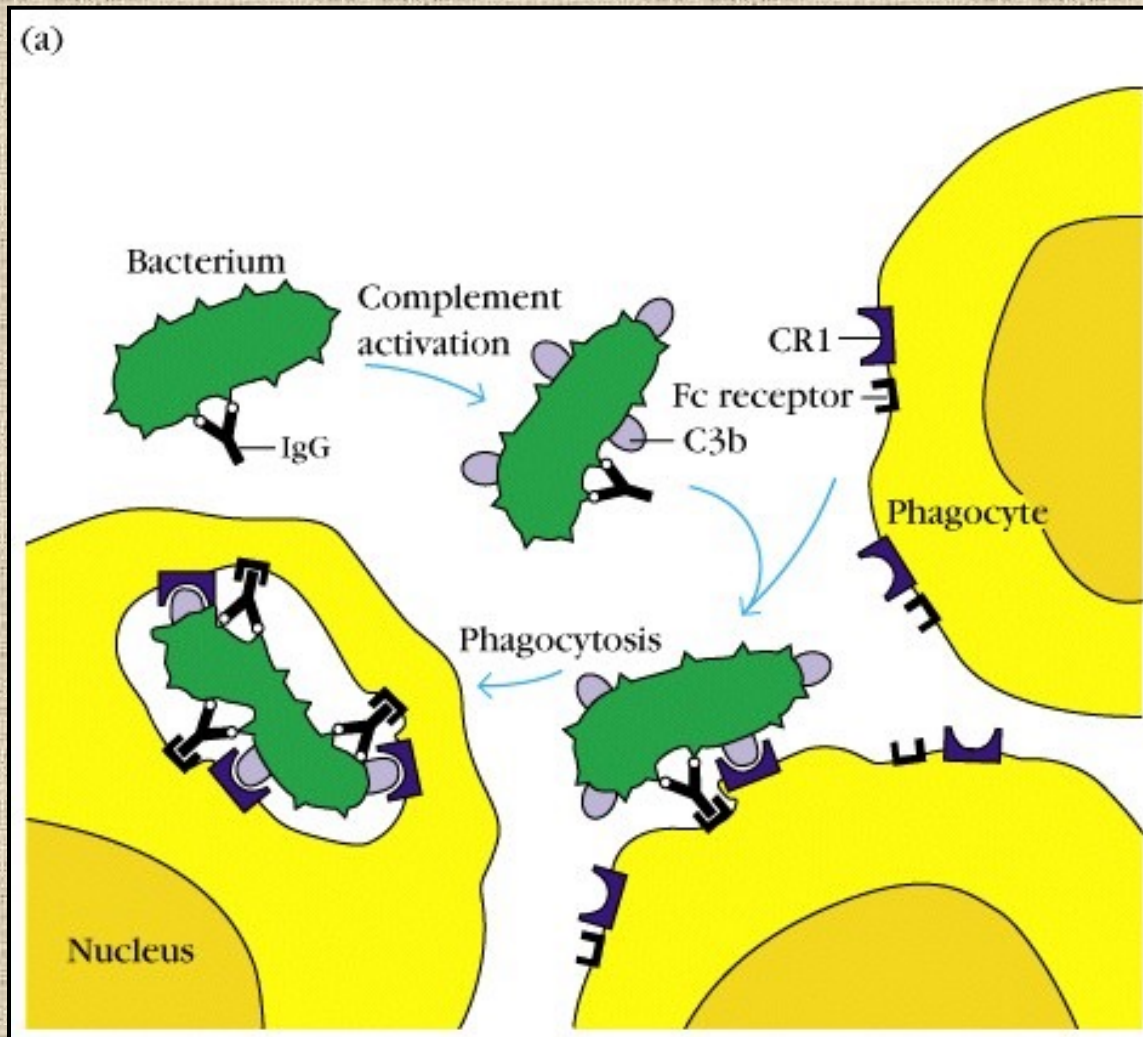 (a)
Bacterium
Complement
activation
CR1
Fc receptor
IgG
C3b
Phagocyte
Phagocytosis
Nucleus